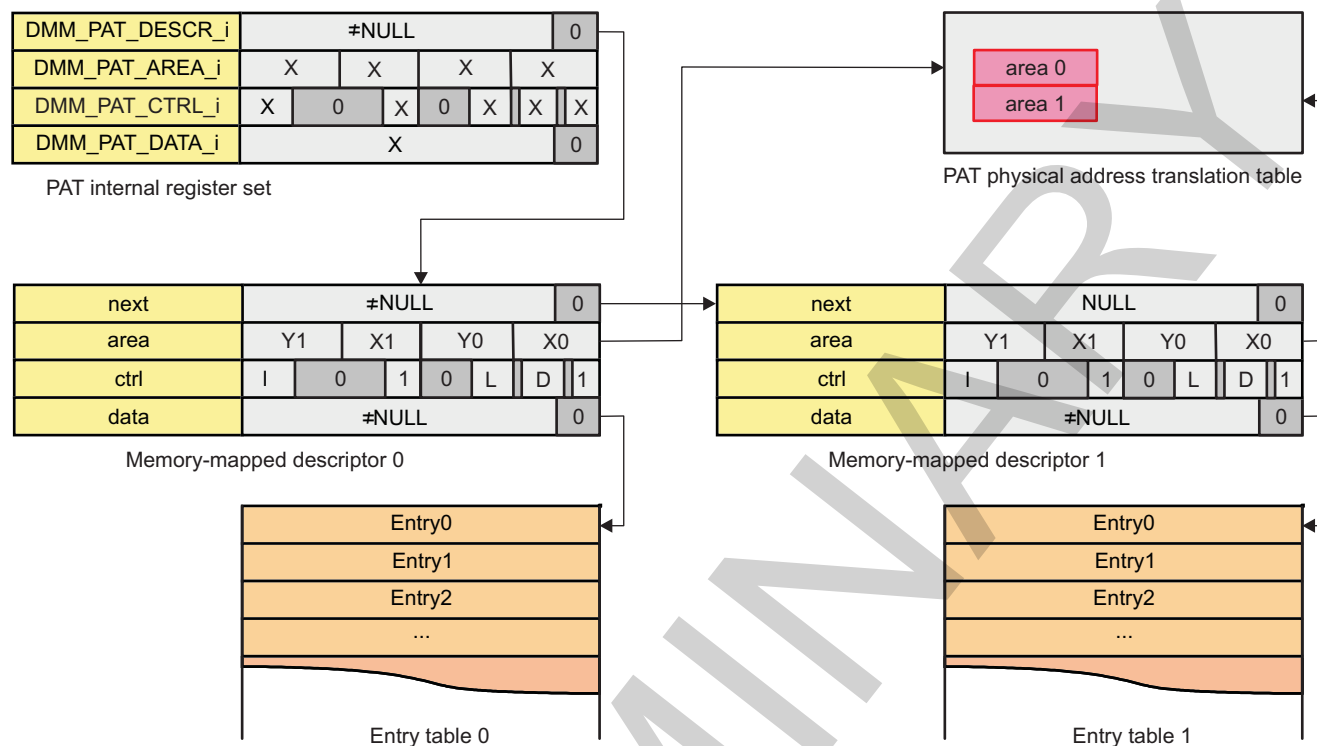 DMM_PAT_DESCR_i ≠NULL 0
DMM_PAT_AREA_i X X X X
DMM_PAT_CTRL_i X 0 X 0 X X X
DMM_PAT_DATA_i X 0
PAT internal register set
area 0
area 1
PAT physical address translation table
next ≠NULL 0
area Y1 X1 Y0 X0
ctrl I 0 1 0 L D 1
data ≠NULL 0
Memory-mapped descriptor 0
next NULL 0
area Y1 X1 Y0 X0
ctrl I 0 1 0 L D 1
data ≠NULL 0
Memory-mapped descriptor 1
Entry0
Entry1
Entry2
...
Entry table 0
Entry0
Entry1
Entry2
...
Entry table 1
MINARY